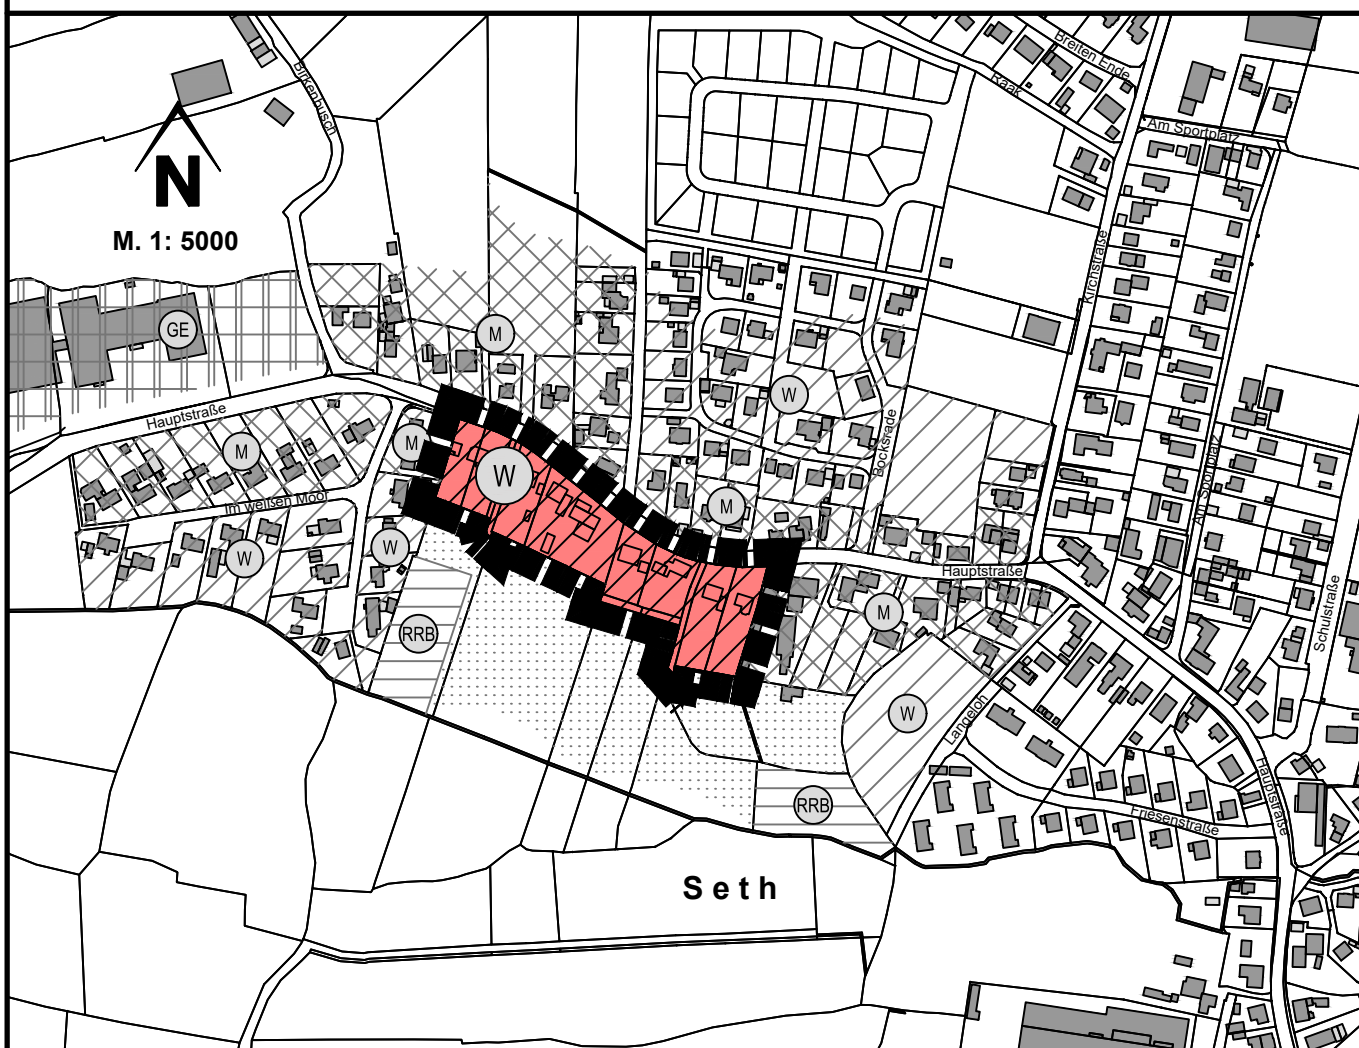 Breiten Ende
Raak
Birkenbusch
Am Sportplatz
N
M. 1: 5000
Kirchstraße
GE
M
W
Hauptstraße
M
M
Bocksrade
W
Im weißen Moor
M
Am Sportplatz
W
W
Hauptstraße
Schulstraße
M
RRB
W
Langeloh
Hauptstraße
RRB
Friesenstraße
Seth